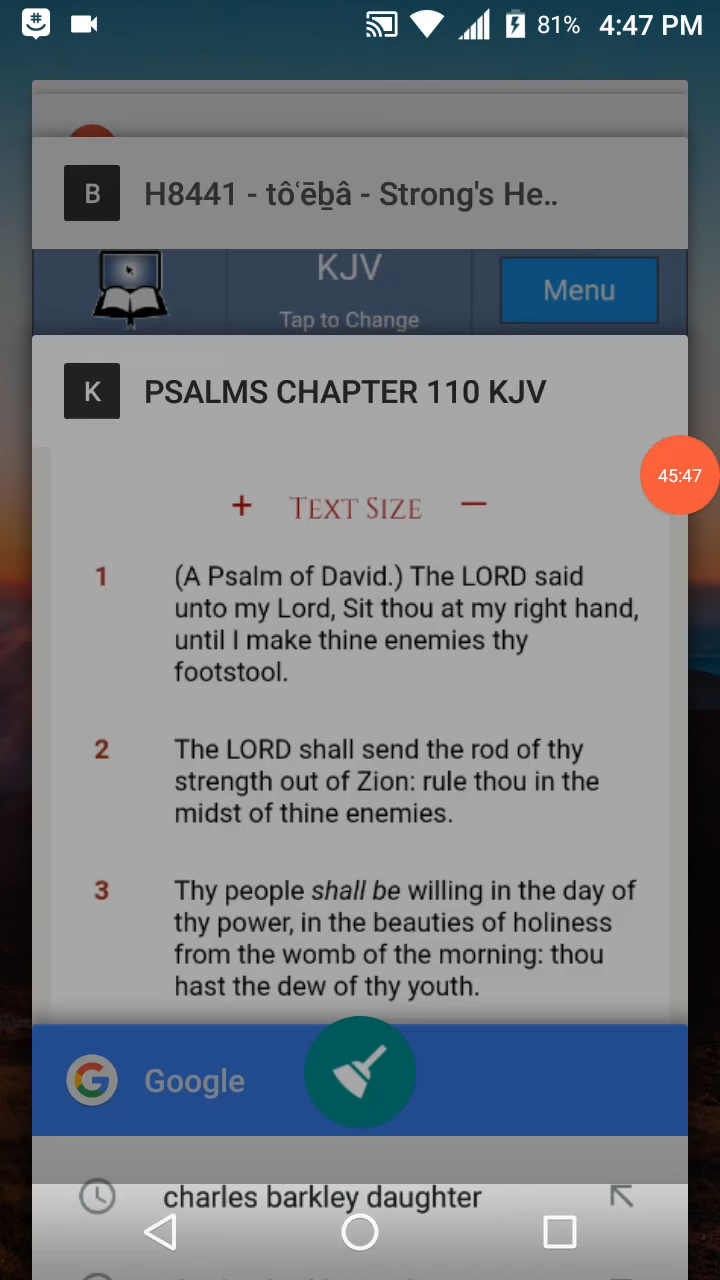 81% 4:47 PM
B H8441 - tôʿēḇâ - Strong's He..
KJV
Tap to Change
Menu
K PSALMS CHAPTER 110 KJV
45:47
+ TEXT SIZE −
1 (A Psalm of David.) The LORD said
unto my Lord, Sit thou at my right hand,
until I make thine enemies thy
footstool.
2 The LORD shall send the rod of thy
strength out of Zion: rule thou in the
midst of thine enemies.
3 Thy people shall be willing in the day of
thy power, in the beauties of holiness
from the womb of the morning: thou
hast the dew of thy youth.
G Google
charles barkley daughter